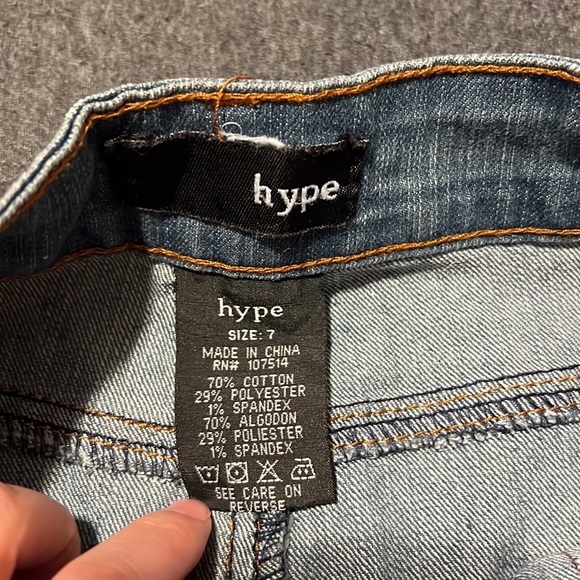 hype
hype
SIZE: 7
MADE IN CHINA
RN# 107514
70% COTTON
29% POLYESTER
1% SPANDEX
70% ALGODON
29% POLIESTER
1% SPANDEX
SEE CARE ON
REVERSE